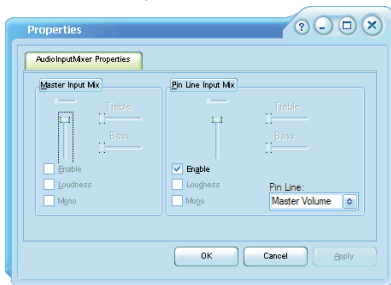 Properties
AudioInputMixer Properties
Master Input Mix
Treble
Bass
Enable
Loudness
Mono
Pin Line Input Mix
Treble
Bass
Enable
Loudness
Mono
Pin Line:
Master Volume
OK
Cancel
Apply